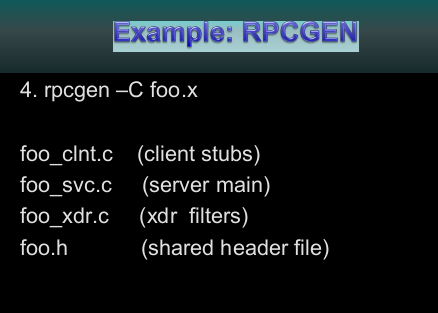 Example: RPCGEN
4. rpcgen –C foo.x
foo_clnt.c (client stubs)
foo_svc.c (server main)
foo_xdr.c (xdr filters)
foo.h (shared header file)